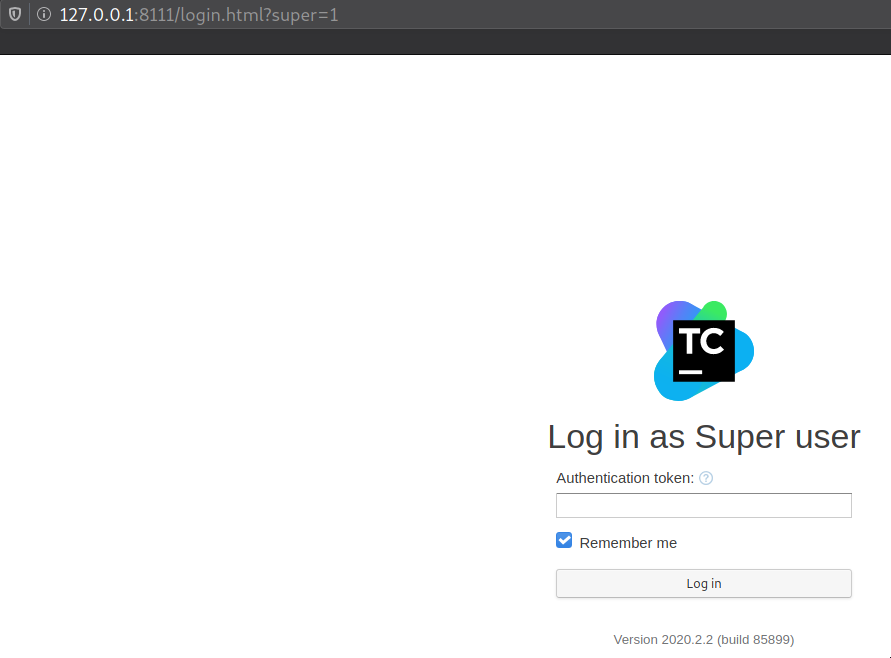 127.0.0.1:8111/login.html?super=1
TC
Log in as Super user
Authentication token: ?
Remember me
Log in
Version 2020.2.2 (build 85899)